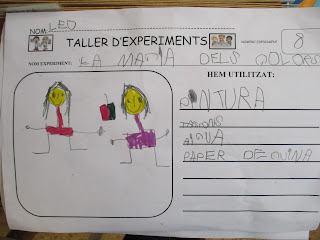 NOM: LEO
TALLER D'EXPERIMENTS
NÚMERO EXPERIMENT: 8
NOM EXPERIMENT: LA MAGIA DELS COLORS
HEM UTILITZAT:
PINTURA
AIGUA
PAPER DE CUINA